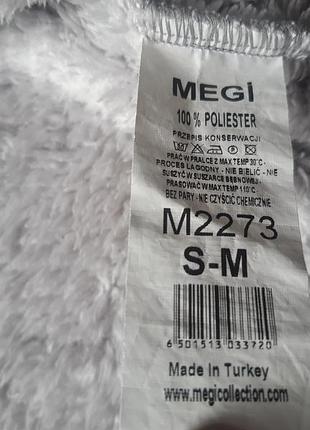 MEGİ
100 % POLIESTER
PRZEPIS KONSERWACJI
PRAĆ W PRALCE Z MAX TEMP 30°C -
PROCES ŁAGODNY - NIE BIELIĆ - NIE
SUSZYĆ W SUSZARCE BĘBNOWEJ -
PRASOWAĆ W MAX TEMP 110°C
BEZ PARY - NIE CZYŚCIĆ CHEMICZNIE
M2273
S-M
6 501513 033720
Made in Turkey
www.megicollection.com